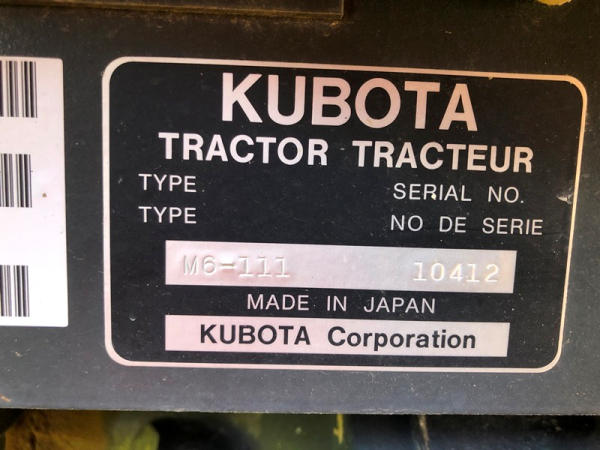 KUBOTA
TRACTOR TRACTEUR
TYPE SERIAL NO.
TYPE NO DE SERIE
M6-111 10412
MADE IN JAPAN
KUBOTA Corporation